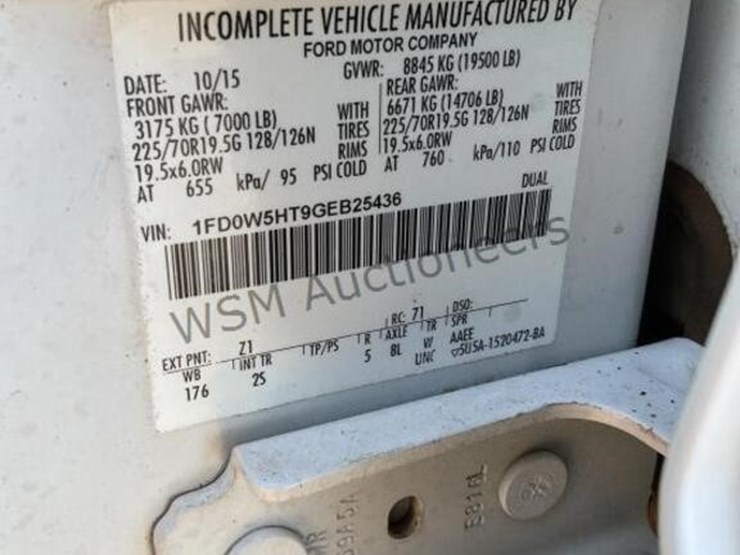 INCOMPLETE VEHICLE MANUFACTURED BY
FORD MOTOR COMPANY
DATE: 10/15 GVWR: 8845 KG (19500 LB)
FRONT GAWR: REAR GAWR:
3175 KG ( 7000 LB) WITH 6671 KG (14706 LB) WITH
225/70R19.5G 128/126N TIRES 225/70R19.5G 128/126N TIRES
19.5x6.0RW RIMS 19.5x6.0RW RIMS
AT 655 kPa/ 95 PSI COLD AT 760 kPa/110 PSI COLD
DUAL
VIN: 1FD0W5HT9GEB25436
WSM Auctioneers
EXT PNT: Z1 RC: 71 DSO:
WB INT TR TP/PS R AXLE TR SPR
176 2S 5 8L W AAEE
UNC 5USA-1520472-BA
E816L